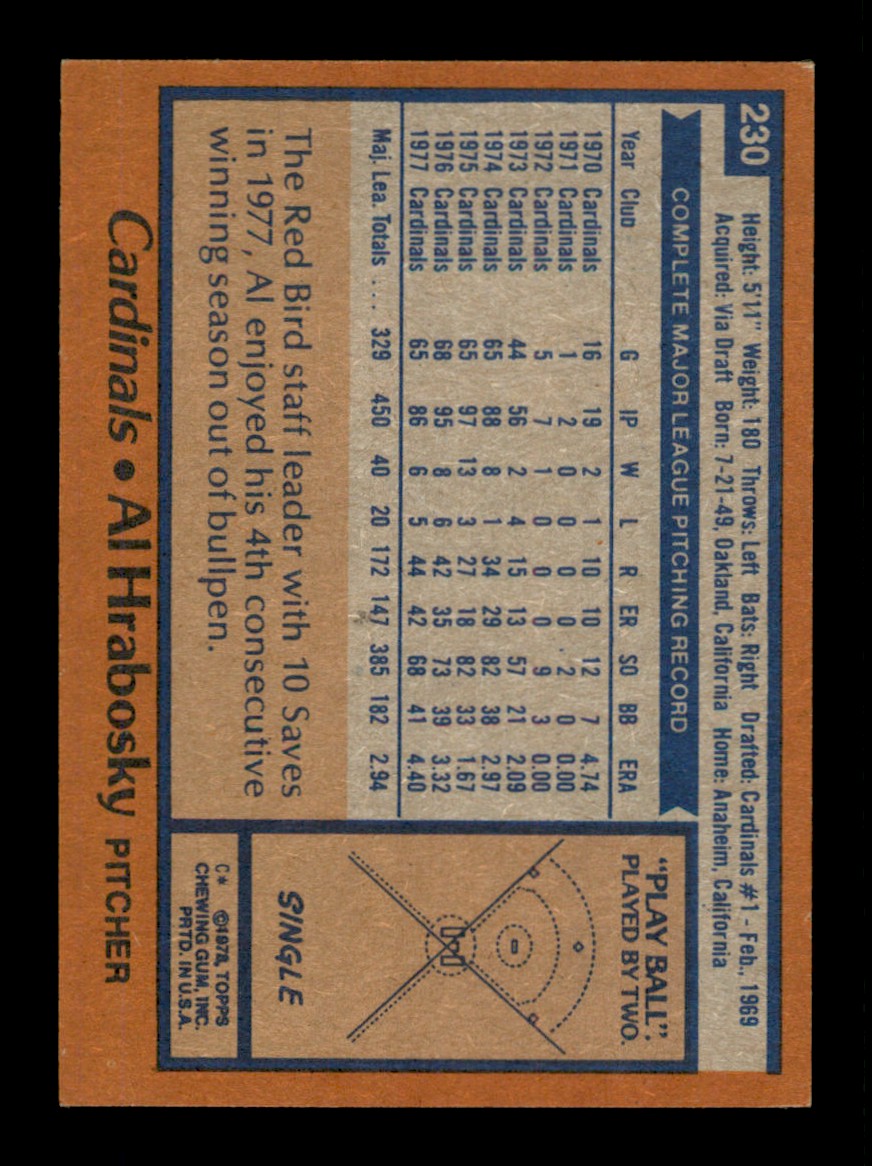 230
Height: 5'11" Weight: 180 Throws: Left Bats: Right Drafted: Cardinals #1 - Feb., 1969
Acquired: Via Draft Born: 7-21-49, Oakland, California Home: Anaheim, California
COMPLETE MAJOR LEAGUE PITCHING RECORD
Year Club G IP W L R ER SO BB ERA
1970 Cardinals 16 19 2 1 10 10 12 7 4.74
1971 Cardinals 1 2 0 0 0 0 2 0 0.00
1972 Cardinals 5 7 1 0 0 0 9 3 0.00
1973 Cardinals 44 56 2 4 15 13 57 21 2.09
1974 Cardinals 65 88 8 1 34 29 82 38 2.97
1975 Cardinals 65 97 13 3 27 18 82 33 1.67
1976 Cardinals 68 95 8 6 42 35 73 39 3.32
1977 Cardinals 65 86 6 5 44 42 68 41 4.40
Maj. Lea. Totals .... 329 450 40 20 172 147 385 182 2.94
The Red Bird staff leader with 10 Saves
in 1977, Al enjoyed his 4th consecutive
winning season out of bullpen.
"PLAY BALL":
PLAYED BY TWO.
SINGLE
C* ©1978, TOPPS
CHEWING GUM, INC.
PRTD. IN U.S.A.
Cardinals • Al Hrabosky PITCHER